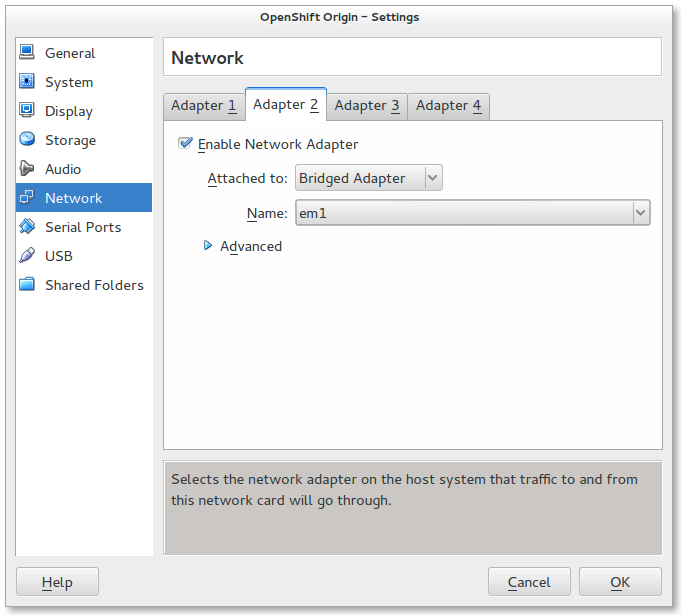 OpenShift Origin – Settings
General
System
Display
Storage
Audio
Network
Serial Ports
USB
Shared Folders
Network
Adapter 1 Adapter 2 Adapter 3 Adapter 4
Enable Network Adapter
Attached to: Bridged Adapter
Name: em1
Advanced
Selects the network adapter on the host system that traffic to and from
this network card will go through.
Help Cancel OK